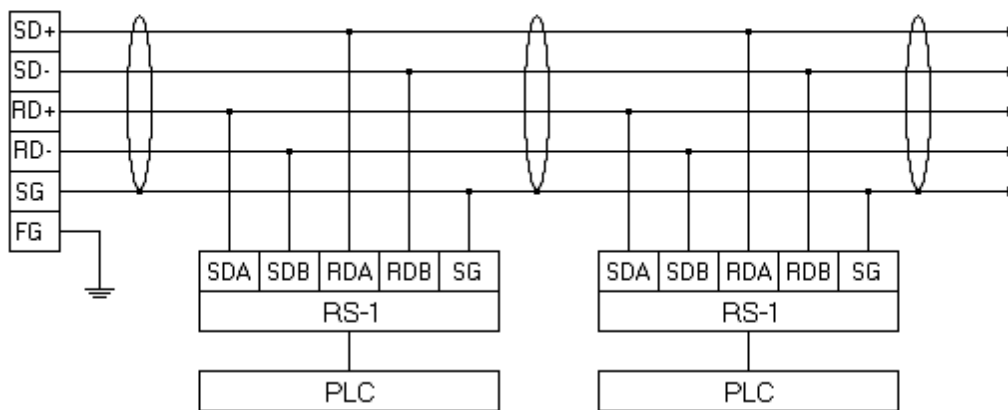 SD+
SD-
RD+
RD-
SG
FG
SDA SDB RDA RDB SG SDA SDB RDA RDB SG
RS-1 RS-1
PLC PLC